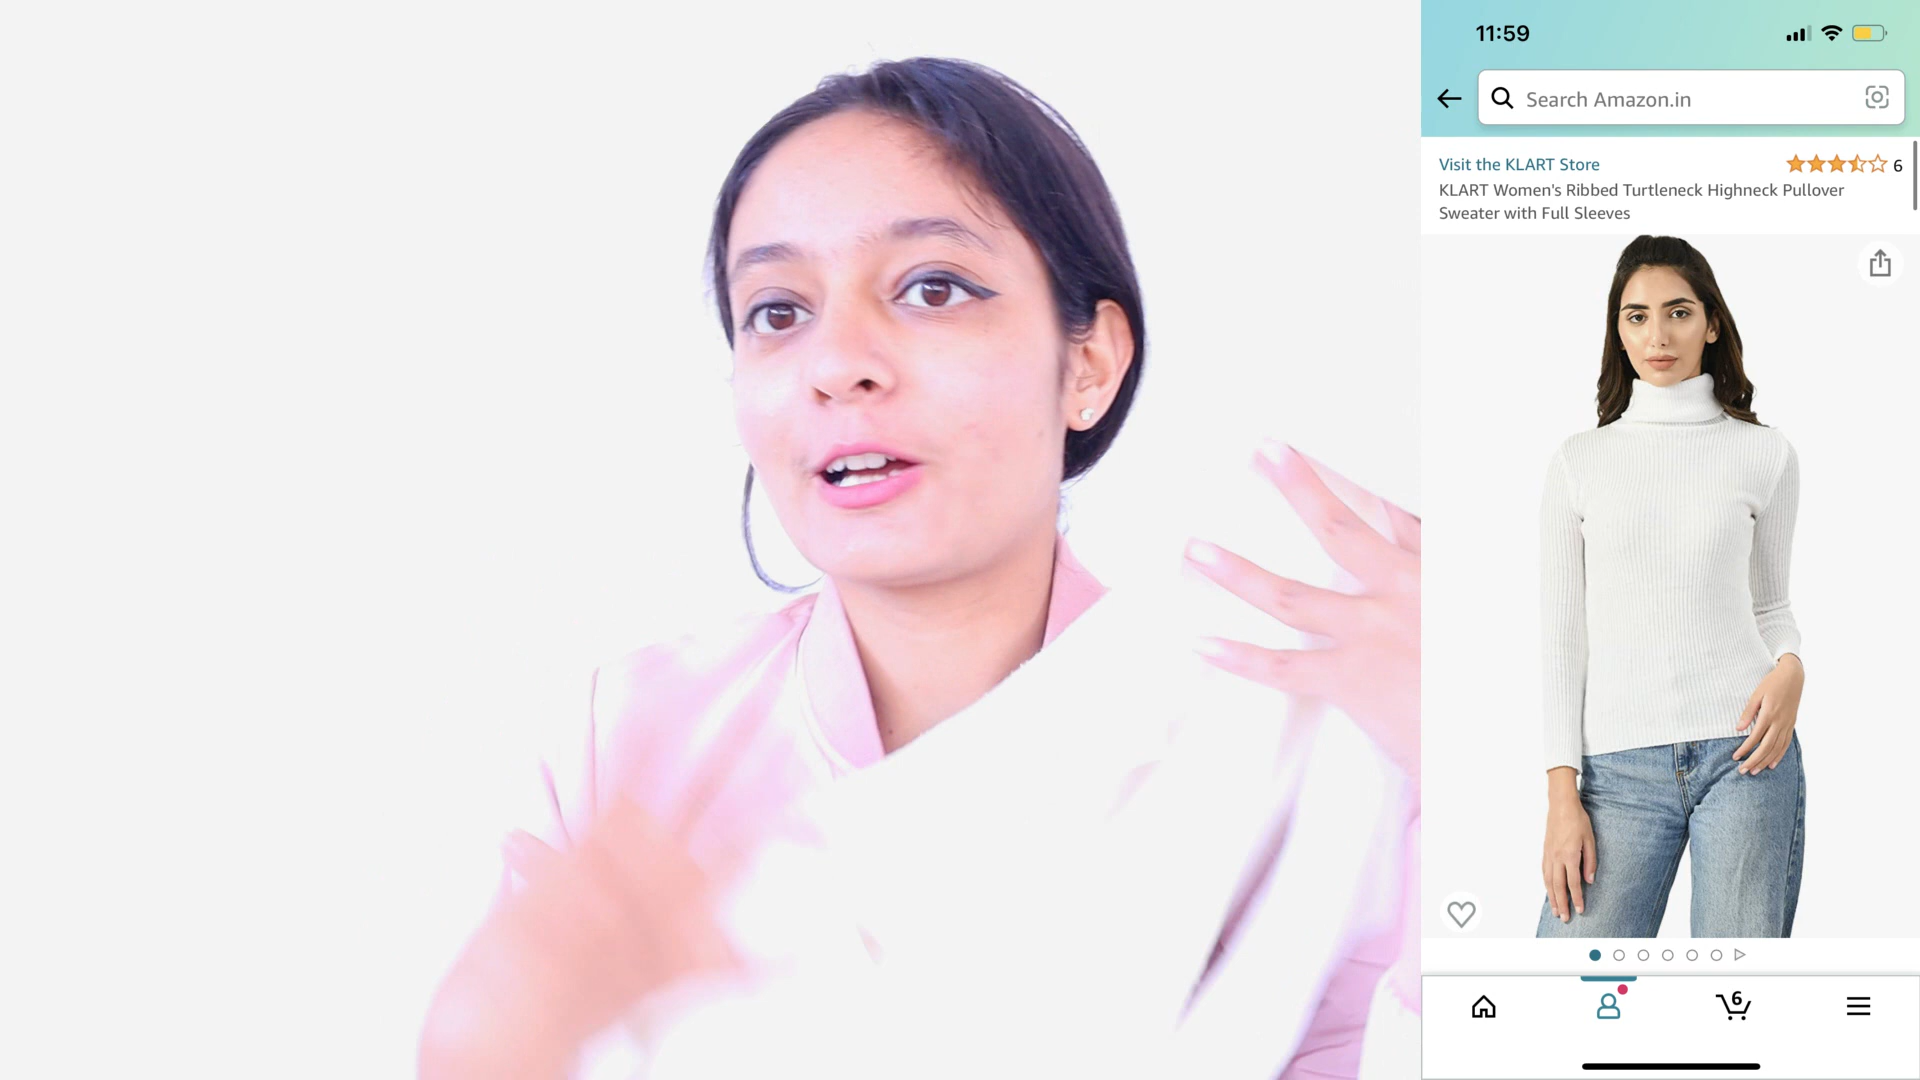 11:59
Search Amazon.in
Visit the KLART Store
6
KLART Women's Ribbed Turtleneck Highneck Pullover
Sweater with Full Sleeves
6